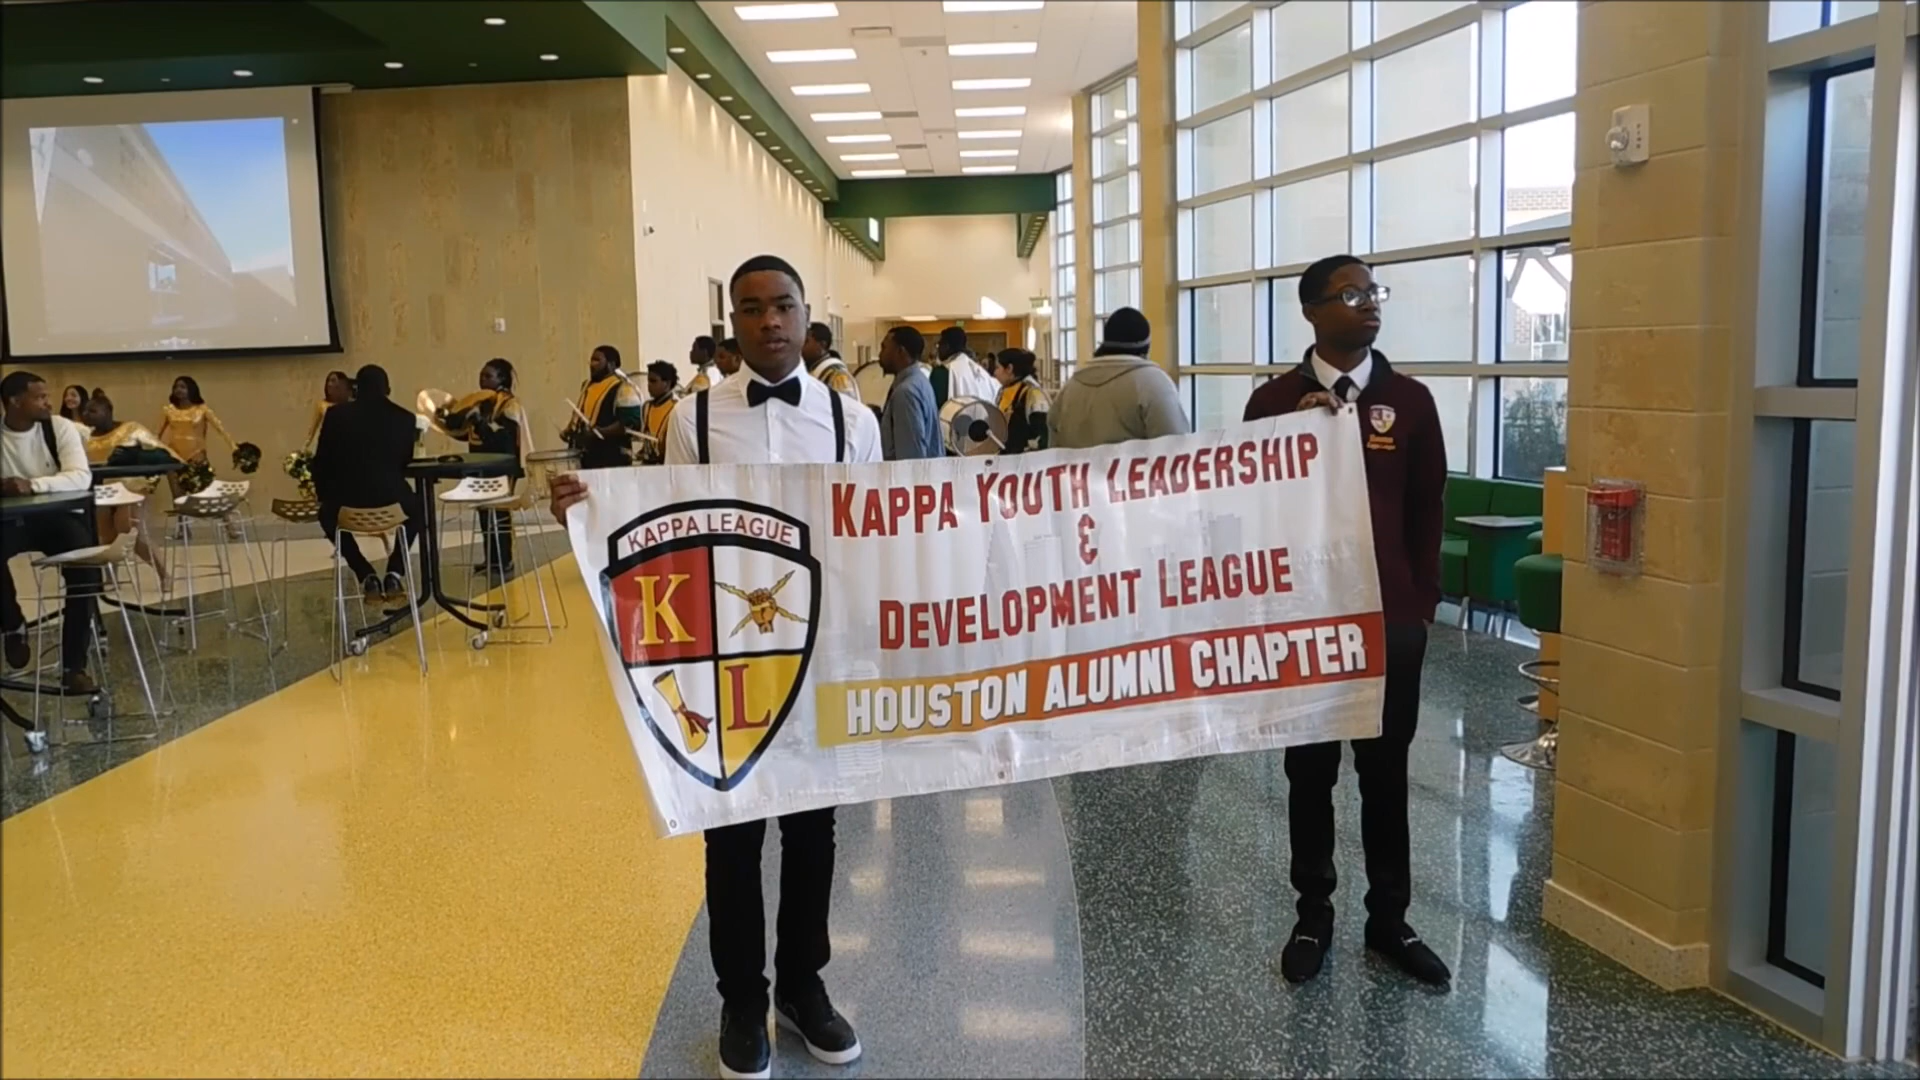 KAPPA LEAGUE
K
L
KAPPA YOUTH LEADERSHIP
&
DEVELOPMENT LEAGUE
HOUSTON ALUMNI CHAPTER